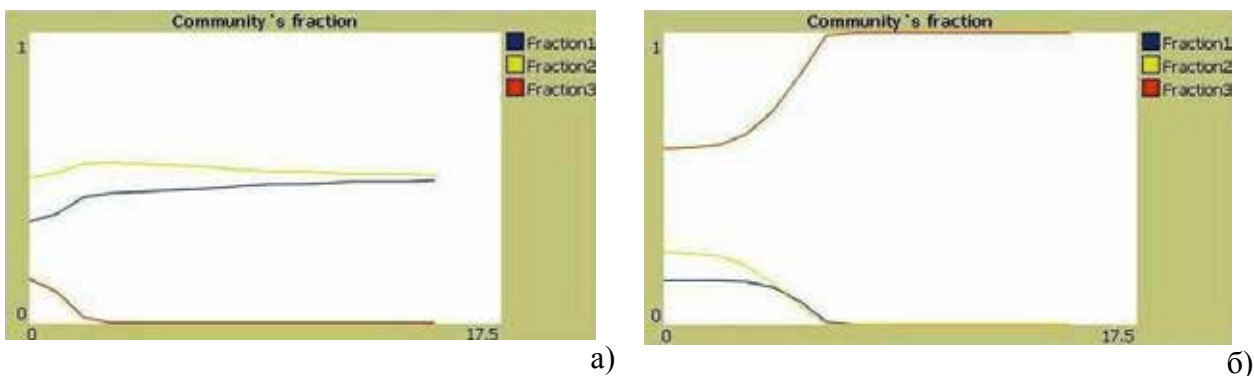 Community`s fraction
1
0
0
17.5
Fraction1
Fraction2
Fraction3
а)
Community`s fraction
1
0
0
17.5
Fraction1
Fraction2
Fraction3
б)